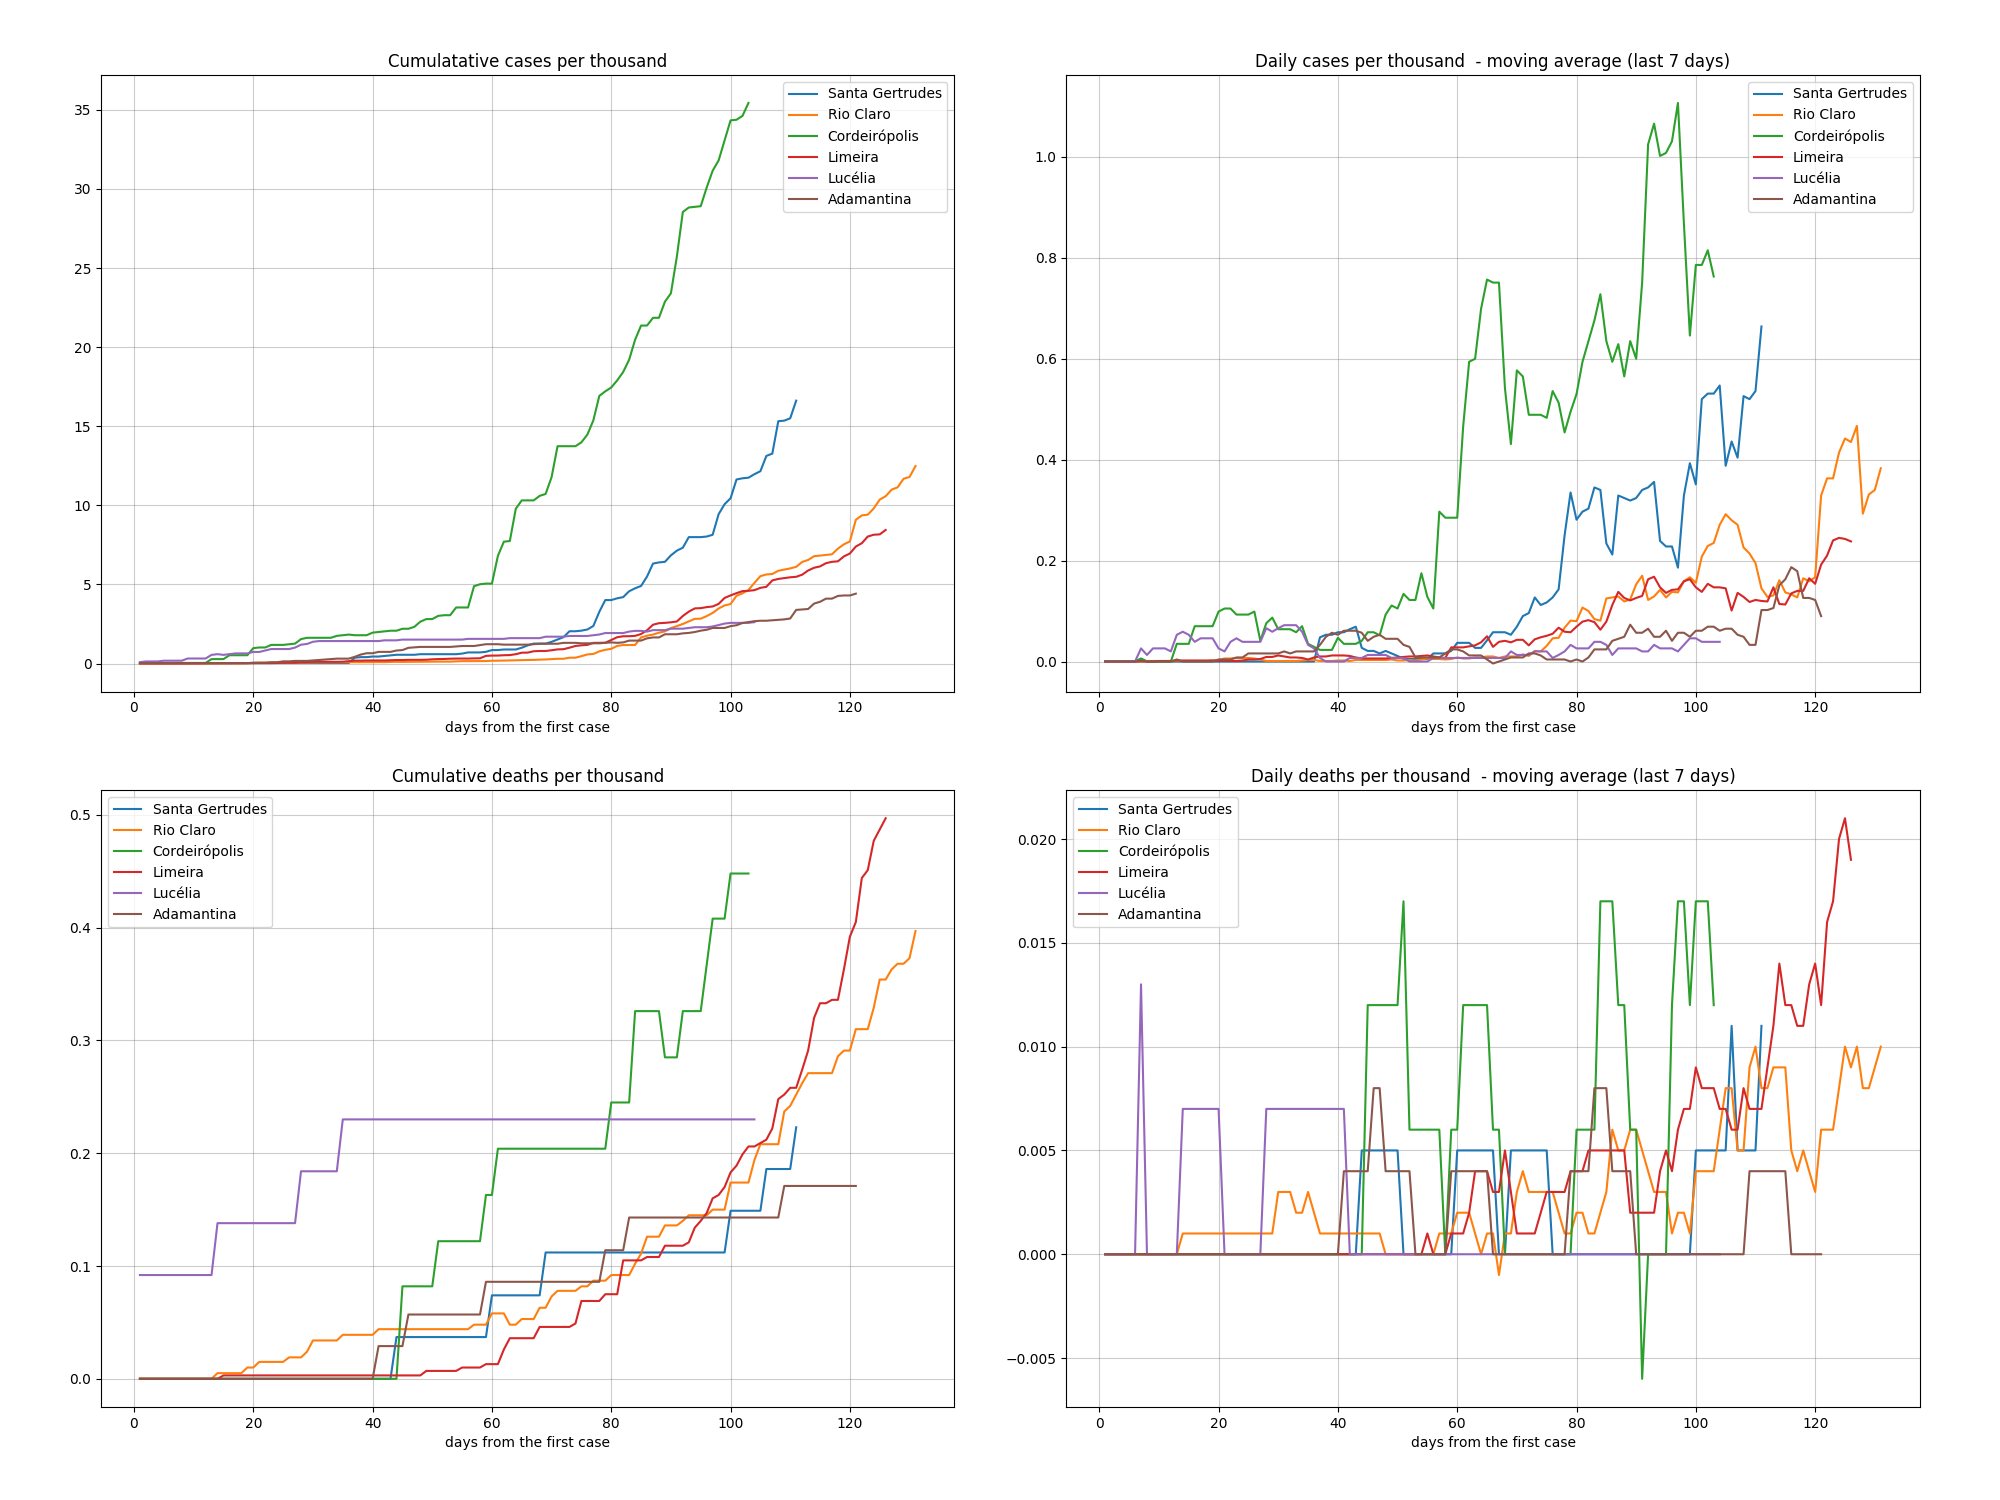 Cumulatative cases per thousand
35
30
25
20
15
10
5
0
Santa Gertrudes
Rio Claro
Cordeirópolis
Limeira
Lucélia
Adamantina
0 20 40 60 80 100 120
days from the first case
Daily cases per thousand  - moving average (last 7 days)
1.0
0.8
0.6
0.4
0.2
0.0
Santa Gertrudes
Rio Claro
Cordeirópolis
Limeira
Lucélia
Adamantina
0 20 40 60 80 100 120
days from the first case
Cumulative deaths per thousand
0.5
0.4
0.3
0.2
0.1
0.0
Santa Gertrudes
Rio Claro
Cordeirópolis
Limeira
Lucélia
Adamantina
0 20 40 60 80 100 120
days from the first case
Daily deaths per thousand  - moving average (last 7 days)
0.020
0.015
0.010
0.005
0.000
−0.005
Santa Gertrudes
Rio Claro
Cordeirópolis
Limeira
Lucélia
Adamantina
0 20 40 60 80 100 120
days from the first case